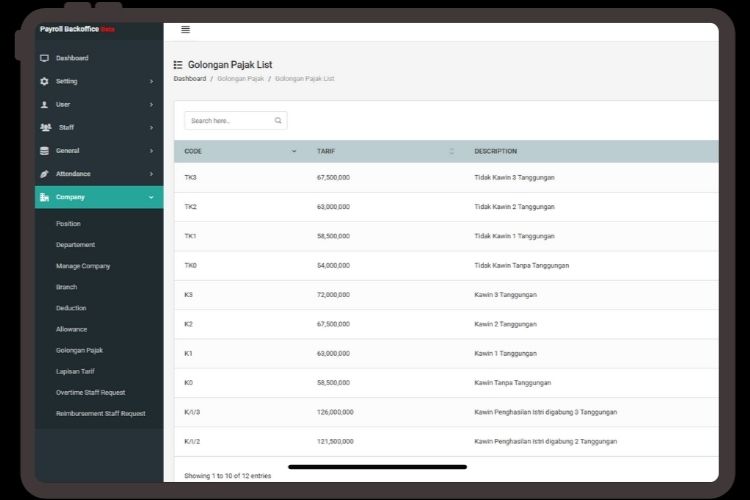 Payroll Backoffice Beta
Dashboard
Setting
User
Staff
General
Attendance
Company
Position
Departement
Manage Company
Branch
Deduction
Allowance
Golongan Pajak
Lapisan Tarif
Overtime Staff Request
Reimbursement Staff Request
Golongan Pajak List
Dashboard / Golongan Pajak / Golongan Pajak List
Search here..
CODE TARIF DESCRIPTION
TK3 67,500,000 Tidak Kawin 3 Tanggungan
TK2 63,000,000 Tidak Kawin 2 Tanggungan
TK1 58,500,000 Tidak Kawin 1 Tanggungan
TK0 54,000,000 Tidak Kawin Tanpa Tanggungan
K3 72,000,000 Kawin 3 Tanggungan
K2 67,500,000 Kawin 2 Tanggungan
K1 63,000,000 Kawin 1 Tanggungan
K0 58,500,000 Kawin Tanpa Tanggungan
K/I/3 126,000,000 Kawin Penghasilan Istri digabung 3 Tanggungan
K/I/2 121,500,000 Kawin Penghasilan Istri digabung 2 Tanggungan
Showing 1 to 10 of 12 entries